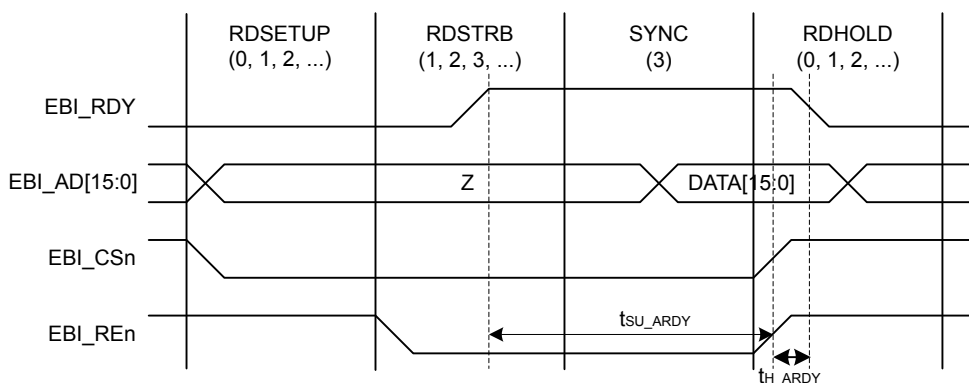 RDSETUP RDSTRB SYNC RDHOLD
(0, 1, 2, ...) (1, 2, 3, ...) (3) (0, 1, 2, ...)
EBI_RDY
EBI_AD[15:0] Z DATA[15:0]
EBI_CSn
EBI_REn tSU_ARDY
tH_ARDY